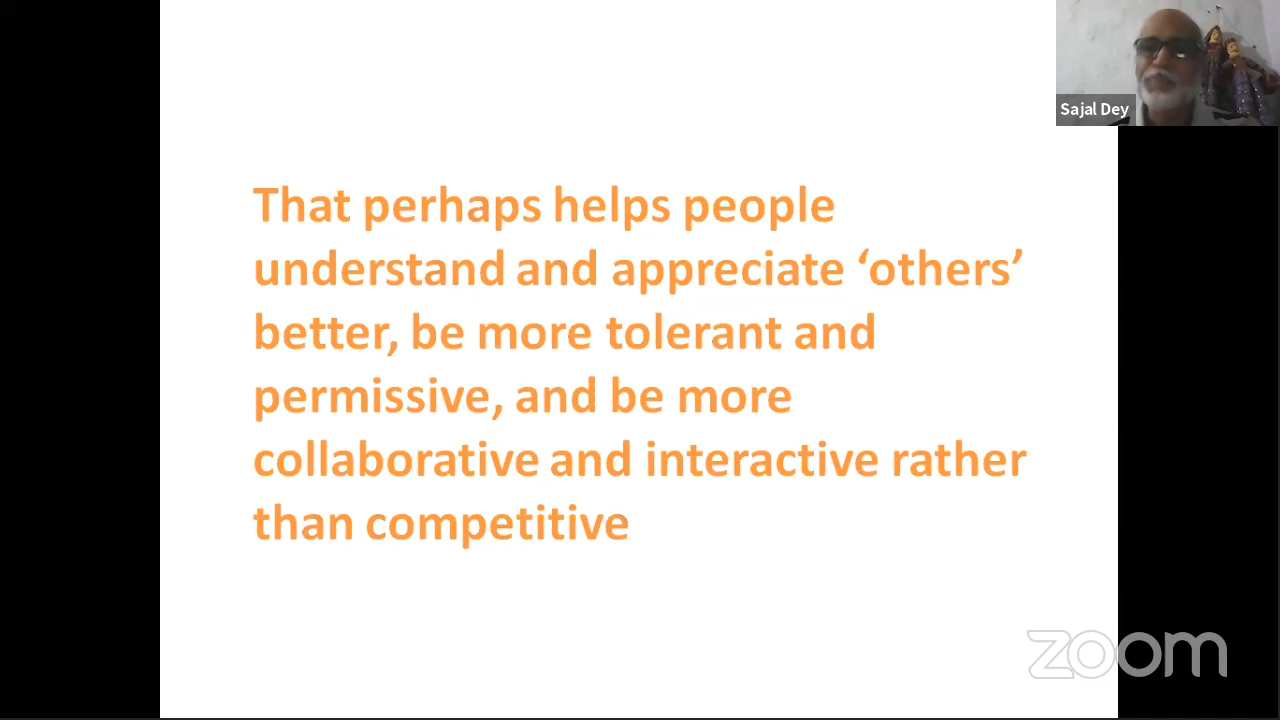 Sajal Dey
That perhaps helps people
understand and appreciate ‘others’
better, be more tolerant and
permissive, and be more
collaborative and interactive rather
than competitive
zoom